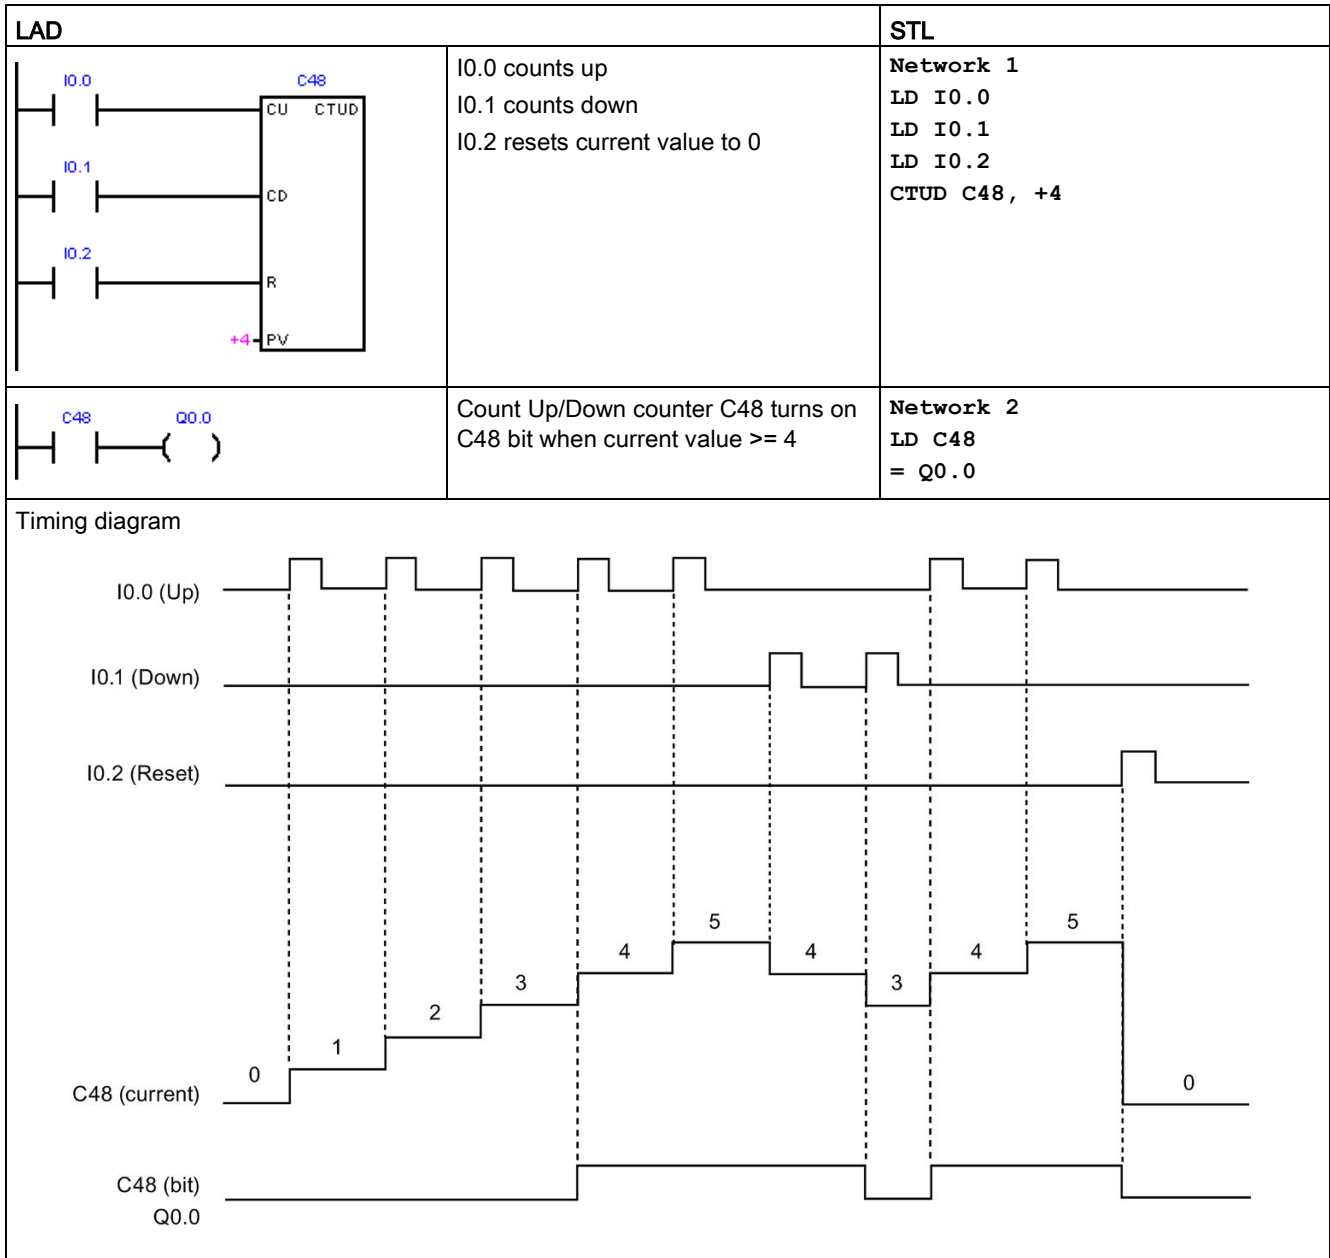 LAD
STL
I0.0
C48
CU CTUD
I0.1
CD
I0.2
R
+4 PV
I0.0 counts up
I0.1 counts down
I0.2 resets current value to 0
Network 1
LD I0.0
LD I0.1
LD I0.2
CTUD C48, +4
C48 Q0.0
Count Up/Down counter C48 turns on
C48 bit when current value >= 4
Network 2
LD C48
= Q0.0
Timing diagram
I0.0 (Up)
I0.1 (Down)
I0.2 (Reset)
C48 (current)
0 1 2 3 4 5 4 3 4 5 0
C48 (bit)
Q0.0